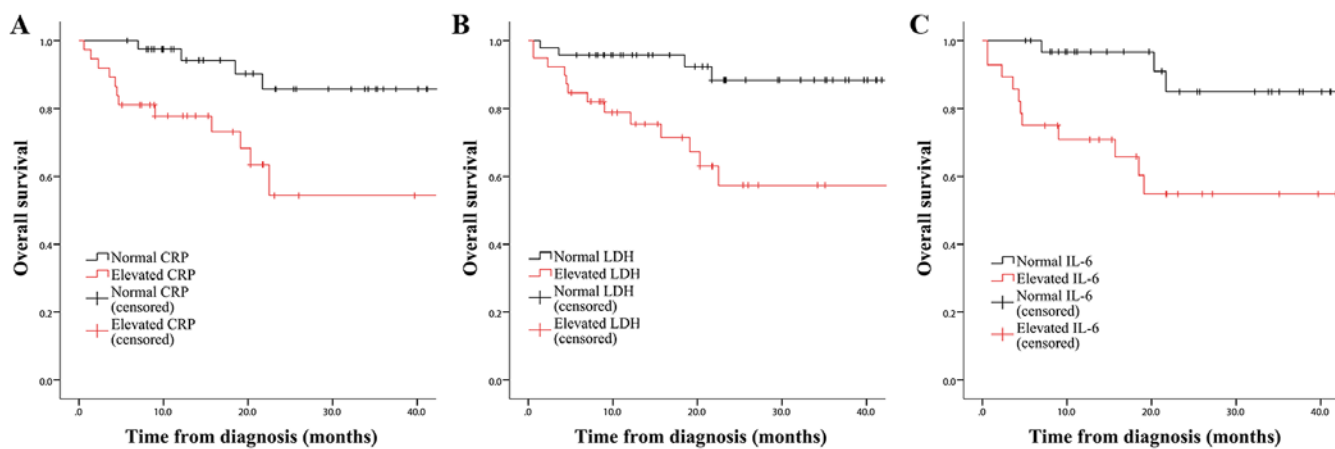 A
Overall survival
1.0
0.8
0.6
0.4
0.2
0.0
Normal CRP
Elevated CRP
Normal CRP
(censored)
Elevated CRP
(censored)
.0
10.0
20.0
30.0
40.0
Time from diagnosis (months)
B
Overall survival
1.0
0.8
0.6
0.4
0.2
0.0
Normal LDH
Elevated LDH
Normal LDH
(censored)
Elevated LDH
(censored)
.0
10.0
20.0
30.0
40.0
Time from diagnosis (months)
C
Overall survival
1.0
0.8
0.6
0.4
0.2
0.0
Normal IL-6
Elevated IL-6
Normal IL-6
(censored)
Elevated IL-6
(censored)
.0
10.0
20.0
30.0
40.0
Time from diagnosis (months)